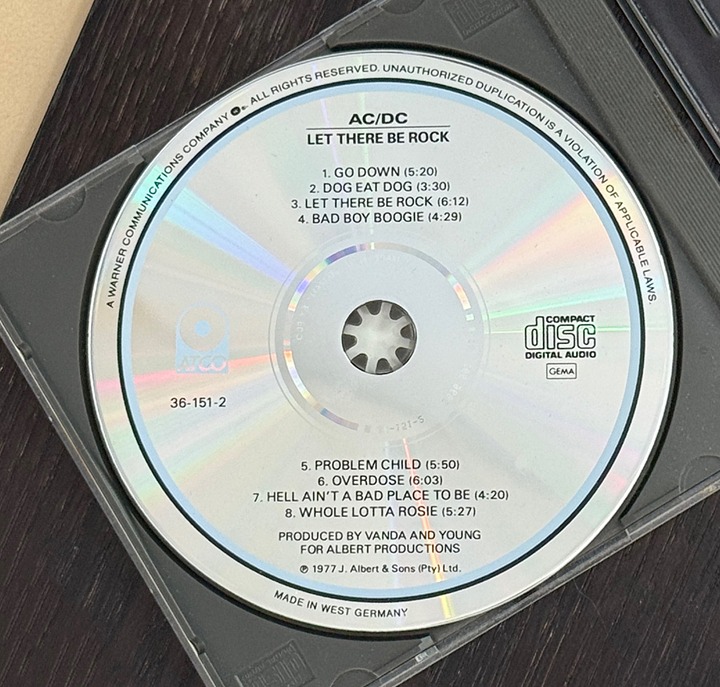 A WARNER COMMUNICATIONS COMPANY ALL RIGHTS RESERVED. UNAUTHORIZED DUPLICATION IS A VIOLATION OF APPLICABLE LAWS.
AC/DC
LET THERE BE ROCK
1. GO DOWN (5:20)
2. DOG EAT DOG (3:30)
3. LET THERE BE ROCK (6:12)
4. BAD BOY BOOGIE (4:29)
ATCO
36-151-2
COMPACT
disc
DIGITAL AUDIO
GEMA
5. PROBLEM CHILD (5:50)
6. OVERDOSE (6:03)
7. HELL AIN'T A BAD PLACE TO BE (4:20)
8. WHOLE LOTTA ROSIE (5:27)
PRODUCED BY VANDA AND YOUNG
FOR ALBERT PRODUCTIONS
℗ 1977 J. Albert & Sons (Pty) Ltd.
MADE IN WEST GERMANY